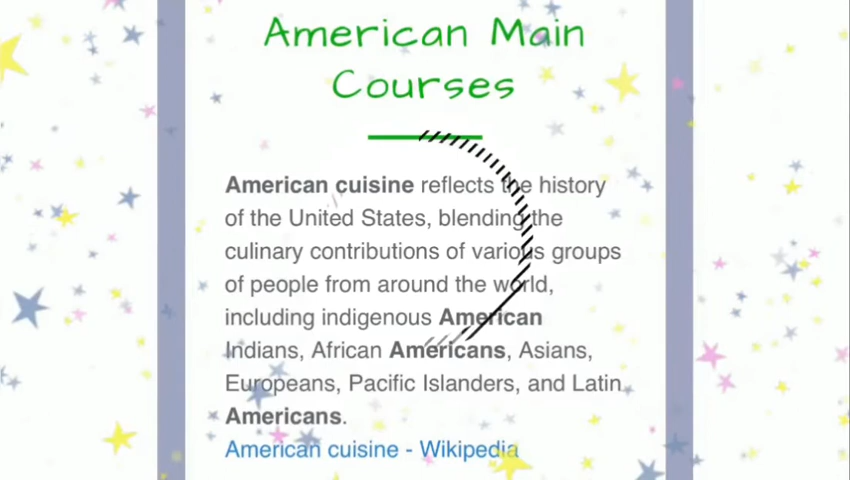 American Main
Courses
American cuisine reflects the history
of the United States, blending the
culinary contributions of various groups
of people from around the world,
including indigenous American
Indians, African Americans, Asians,
Europeans, Pacific Islanders, and Latin
Americans.
American cuisine - Wikipedia